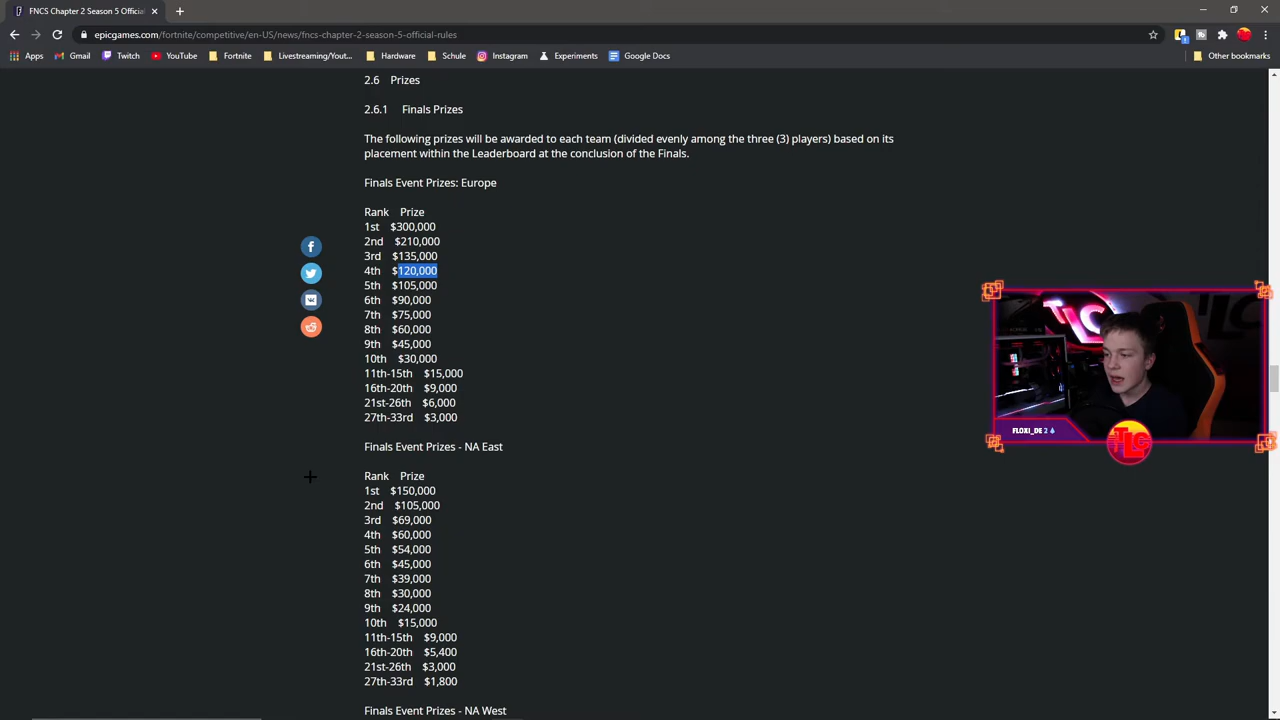 FNCS Chapter 2 Season 5 Official
epicgames.com/fortnite/competitive/en-US/news/fncs-chapter-2-season-5-official-rules
Apps Gmail Twitch YouTube Fortnite Livestreaming/Yout... Hardware Schule Instagram Experiments Google Docs Other bookmarks
2.6 Prizes
2.6.1 Finals Prizes
The following prizes will be awarded to each team (divided evenly among the three (3) players) based on its
placement within the Leaderboard at the conclusion of the Finals.
Finals Event Prizes: Europe
Rank Prize
1st $300,000
2nd $210,000
3rd $135,000
4th $120,000
5th $105,000
6th $90,000
7th $75,000
8th $60,000
9th $45,000
10th $30,000
11th-15th $15,000
16th-20th $9,000
21st-26th $6,000
27th-33rd $3,000
Finals Event Prizes - NA East
Rank Prize
1st $150,000
2nd $105,000
3rd $69,000
4th $60,000
5th $54,000
6th $45,000
7th $39,000
8th $30,000
9th $24,000
10th $15,000
11th-15th $9,000
16th-20th $5,400
21st-26th $3,000
27th-33rd $1,800
Finals Event Prizes - NA West
TLC
FLOXI_DE 2
TLC